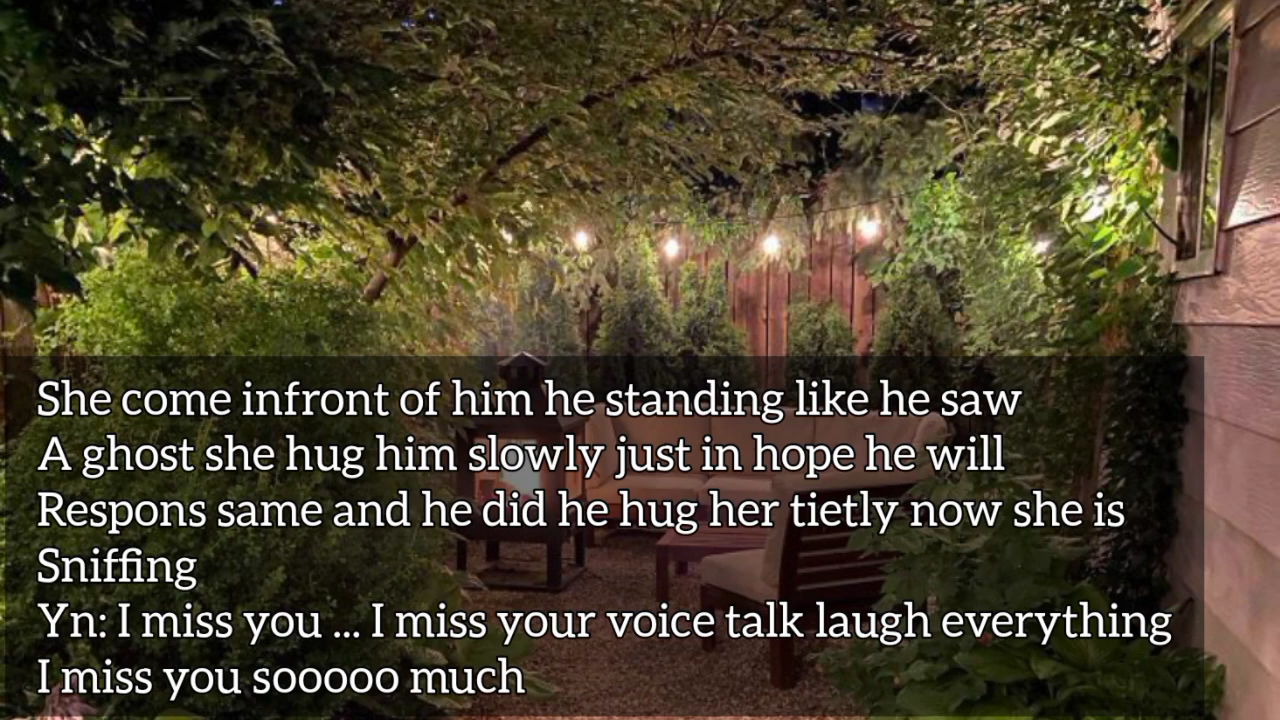 She come infront of him he standing like he saw
A ghost she hug him slowly just in hope he will
Respons same and he did he hug her tietly now she is
Sniffing
Yn: I miss you ... I miss your voice talk laugh everything
I miss you sooooo much